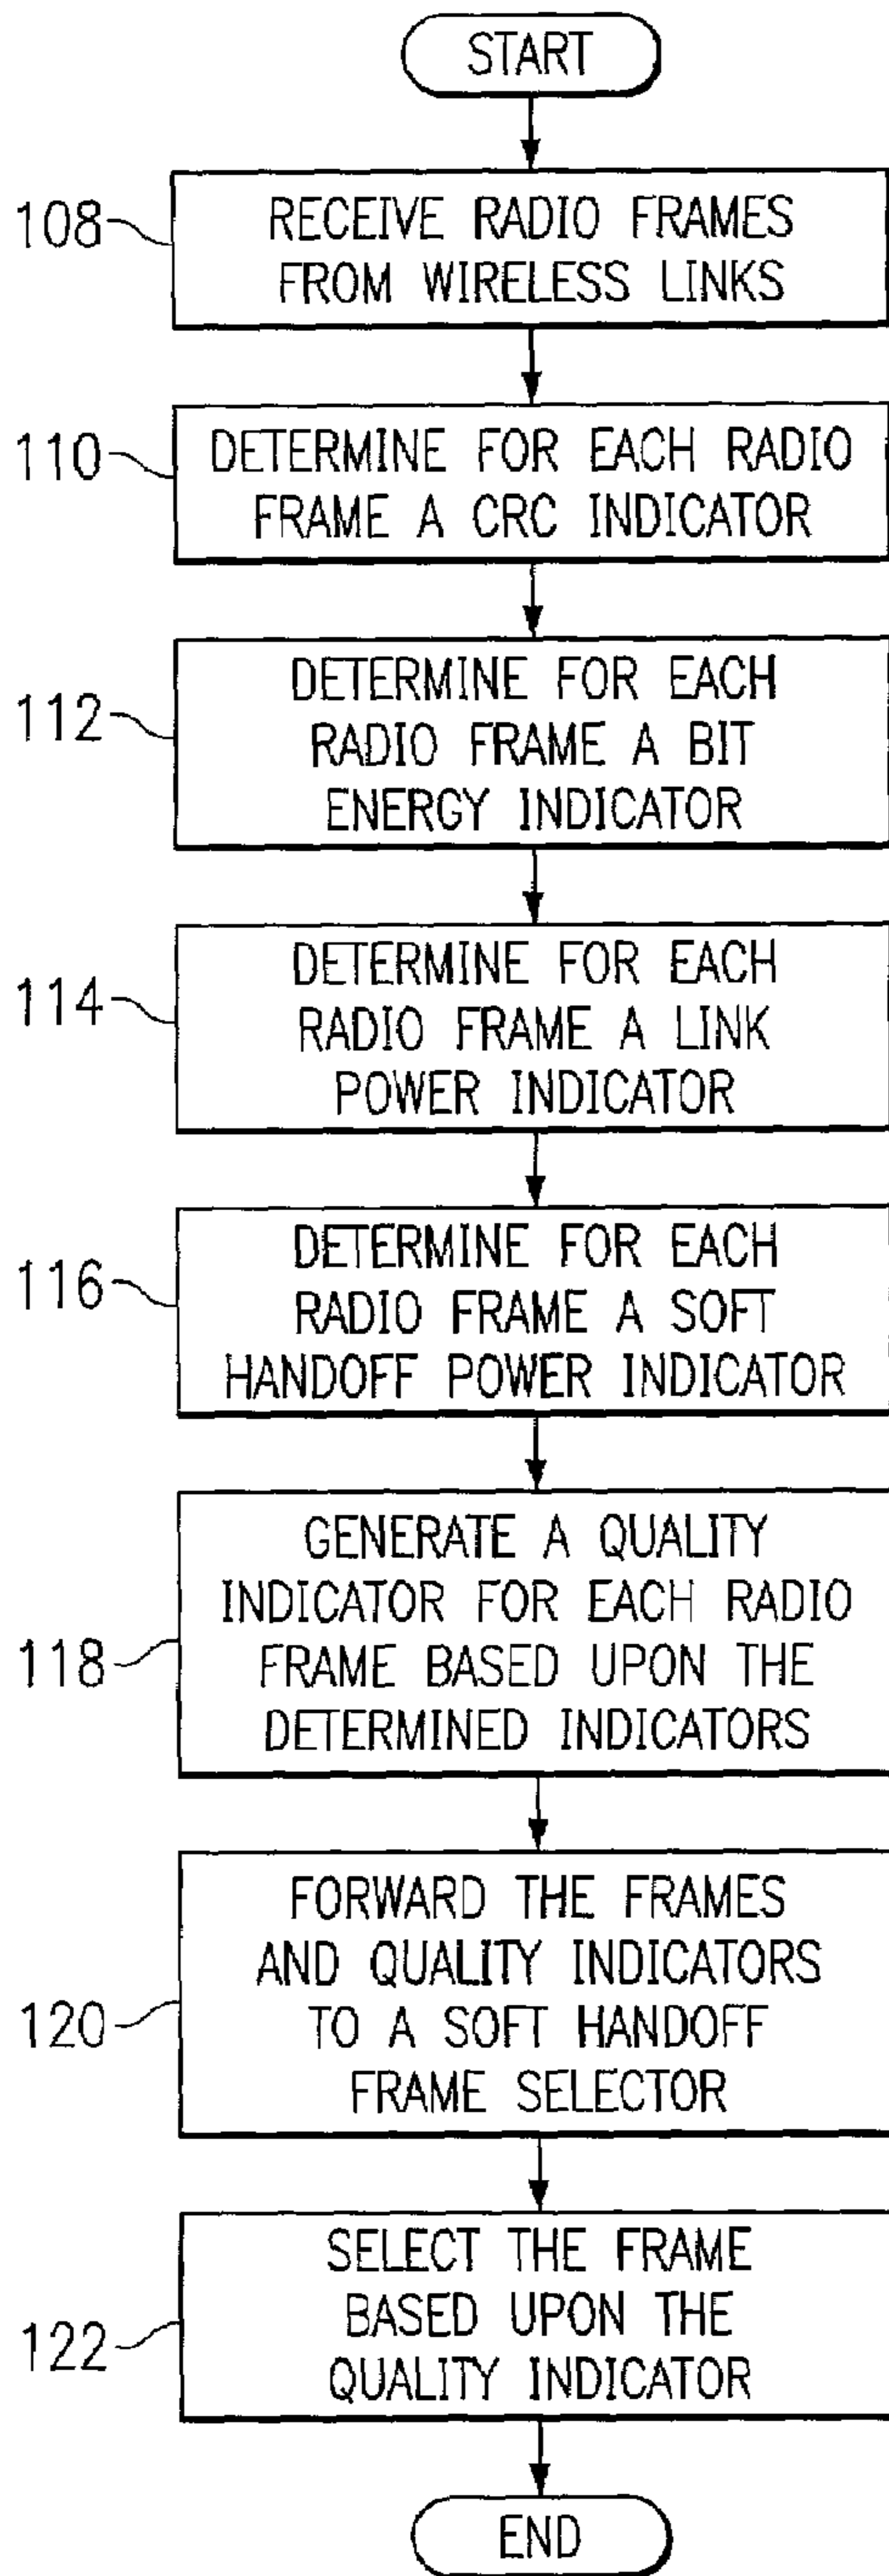 START
108
RECEIVE RADIO FRAMES
FROM WIRELESS LINKS
110
DETERMINE FOR EACH RADIO
FRAME A CRC INDICATOR
112
DETERMINE FOR EACH
RADIO FRAME A BIT
ENERGY INDICATOR
114
DETERMINE FOR EACH
RADIO FRAME A LINK
POWER INDICATOR
116
DETERMINE FOR EACH
RADIO FRAME A SOFT
HANDOFF POWER INDICATOR
118
GENERATE A QUALITY
INDICATOR FOR EACH RADIO
FRAME BASED UPON THE
DETERMINED INDICATORS
120
FORWARD THE FRAMES
AND QUALITY INDICATORS
TO A SOFT HANDOFF
FRAME SELECTOR
122
SELECT THE FRAME
BASED UPON THE
QUALITY INDICATOR
END